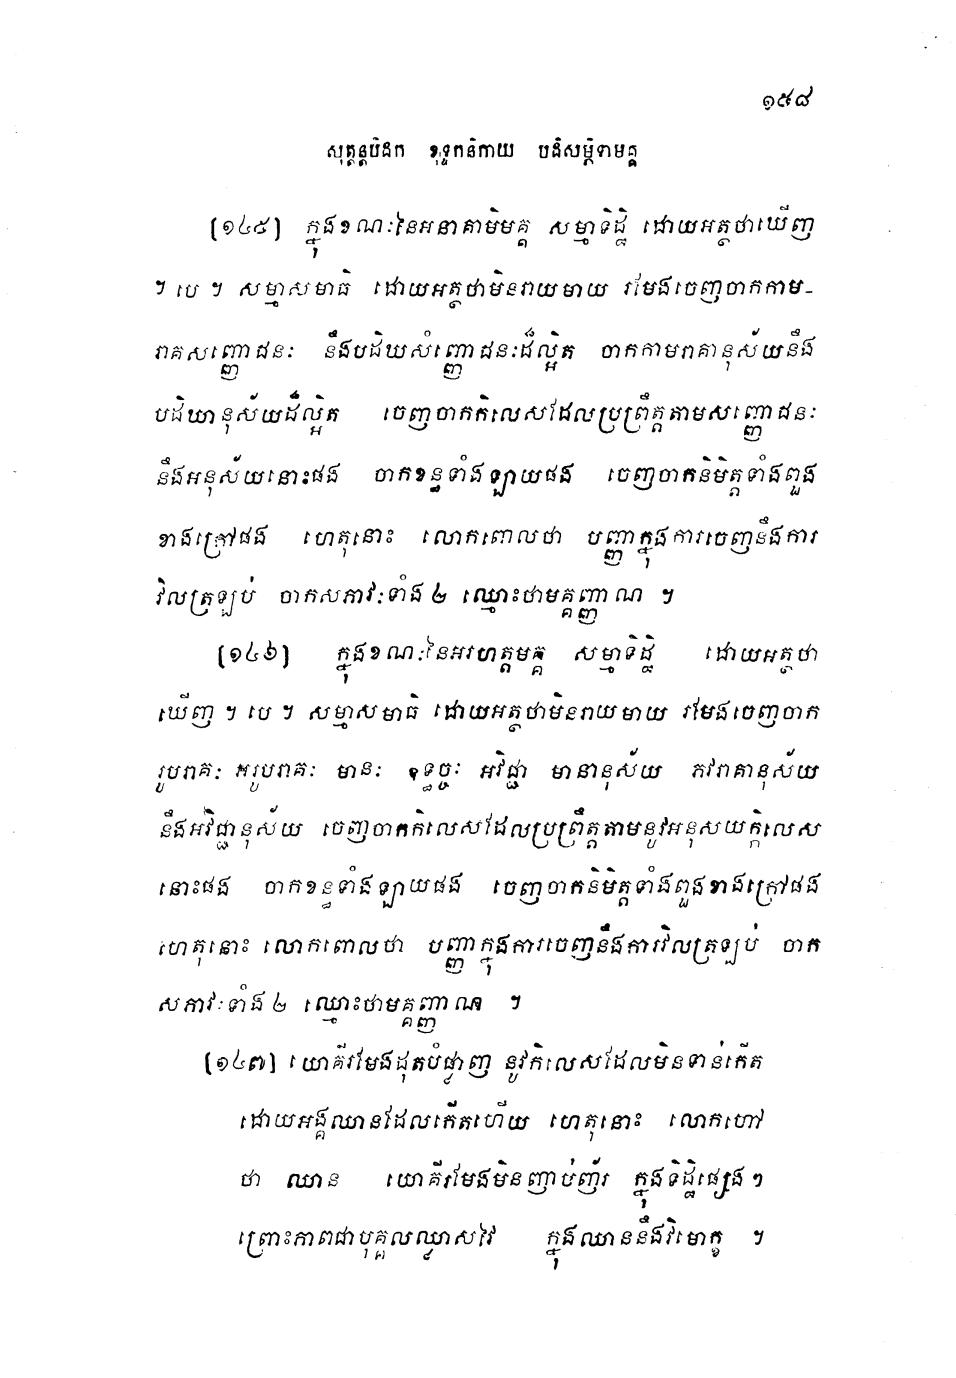 ១៥៨
សុត្តន្តបិដក ខុទ្ទកនិកាយ បដិសម្ភិទាមគ្គ
[១៤៥] ក្នុងខណៈនៃអនាគាមិមគ្គ សម្មាទិដ្ឋិ ដោយអត្ថថាឃើញ
។ បេ ។ សម្មាសមាធិ ដោយអត្ថថាមិនរាយមាយ រមែងចេញចាកកាម-
រាគសញ្ញោជនៈ នឹងបដិឃសំញ្ញោជនៈដ៏ល្អិត ចាកកាមរាគានុស័យនឹង
បដិឃានុស័យដ៏ល្អិត ចេញចាកកិលេសដែលប្រព្រឹត្តតាមសញ្ញោជនៈ
នឹងអនុស័យនោះផង ចាកខន្ធទាំងឡាយផង ចេញចាកនិមិត្តទាំងពួង
ខាងក្រៅផង ហេតុនោះ លោកពោលថា បញ្ញាក្នុងការចេញនឹងការ
វិលត្រឡប់ ចាកសភាវៈទាំង ២ ឈ្មោះថាមគ្គញ្ញាណ ។
[១៤៦] ក្នុងខណៈនៃអរហត្តមគ្គ សម្មាទិដ្ឋិ ដោយអត្ថថា
ឃើញ ។ បេ ។ សម្មាសមាធិ ដោយអត្ថថាមិនរាយមាយ រមែងចេញចាក
រូបរាគៈ អរូបរាគៈ មានៈ ឧទ្ធច្ចៈ អវិជ្ជា មានានុស័យ ភវរាគានុស័យ
នឹងអវិជ្ជានុស័យ ចេញចាកកិលេសដែលប្រព្រឹត្តតាមនូវអនុសយក្កិលេស
នោះផង ចាកខន្ធទាំងឡាយផង ចេញចាកនិមិត្តទាំងពួងខាងក្រៅផង
ហេតុនោះ លោកពោលថា បញ្ញាក្នុងការចេញនឹងការវិលត្រឡប់ ចាក
សភាវៈទាំង ២ ឈ្មោះថាមគ្គញ្ញាណ ។
[១៤៧] យោគីរមែងដុតបំផ្លាញ នូវកិលេសដែលមិនទាន់កើត
ដោយអង្គឈានដែលកើតហើយ ហេតុនោះ លោកហៅ
ថា ឈាន យោគីរមែងមិនញាប់ញ័រ ក្នុងទិដ្ឋិផ្សេងៗ
ព្រោះភាពជាបុគ្គលឈ្លាសវៃ ក្នុងឈាននឹងវិមោក្ខ ។